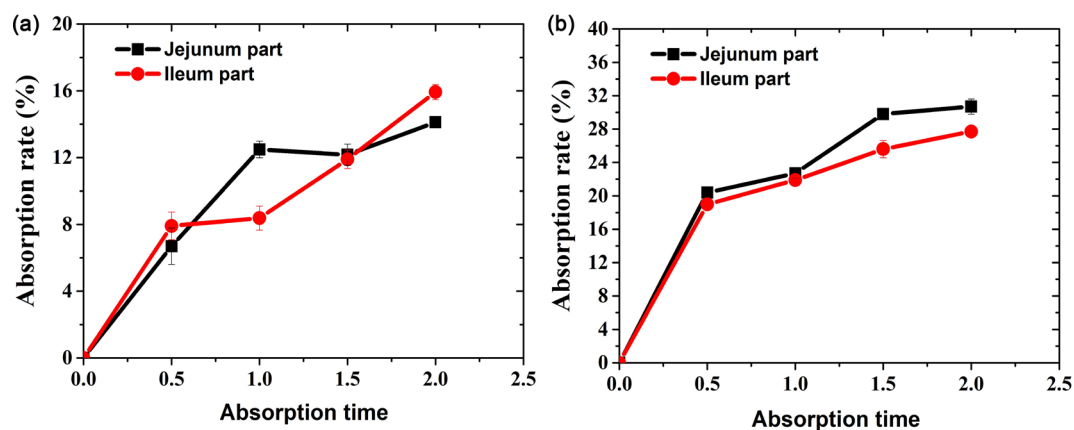 (a)
Absorption rate (%)
20
16
12
8
4
0
Jejunum part
Ileum part
0.0 0.5 1.0 1.5 2.0 2.5
Absorption time
(b)
Absorption rate (%)
40
36
32
28
24
20
16
12
8
4
0
Jejunum part
Ileum part
0.0 0.5 1.0 1.5 2.0 2.5
Absorption time